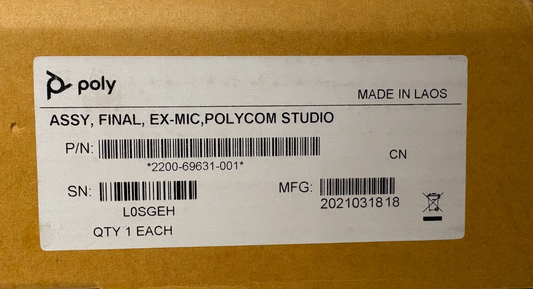 poly
MADE IN LAOS
ASSY, FINAL, EX-MIC,POLYCOM STUDIO
P/N:
*2200-69631-001*
CN
SN:
L0SGEH
MFG:
2021031818
QTY 1 EACH